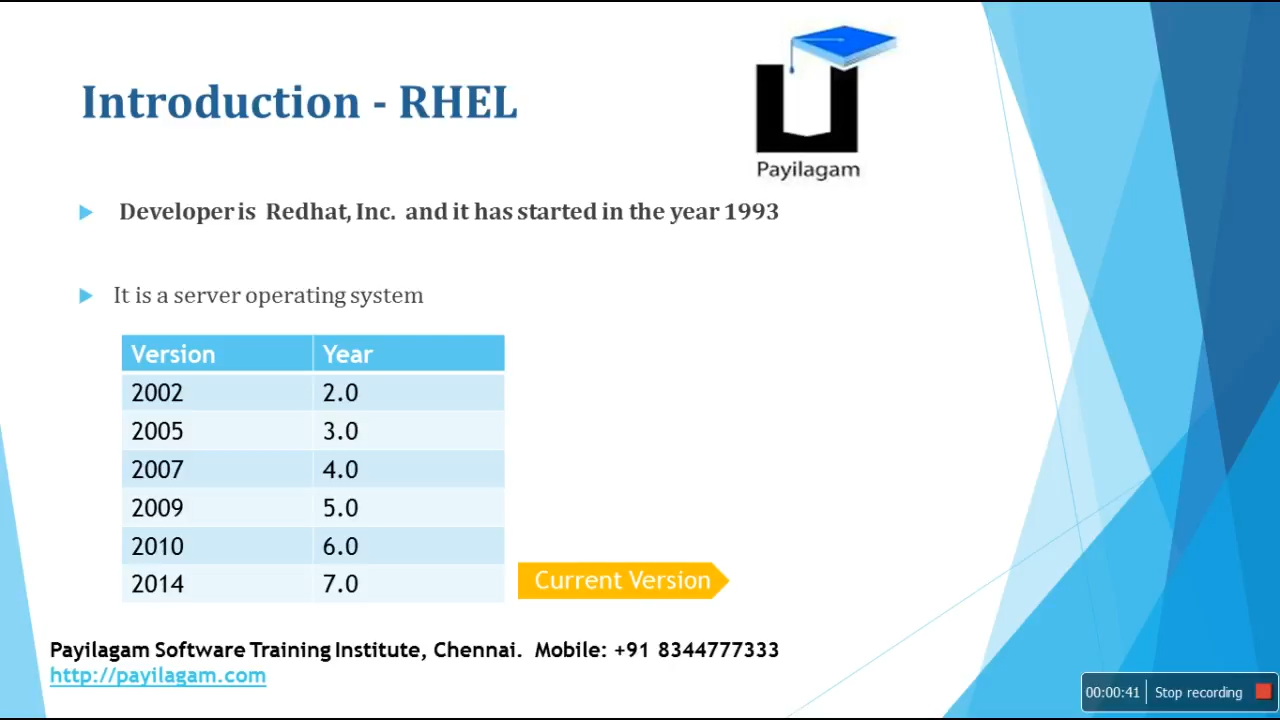 Introduction - RHEL
Payilagam
Developer is Redhat, Inc. and it has started in the year 1993
It is a server operating system
Version Year
2002 2.0
2005 3.0
2007 4.0
2009 5.0
2010 6.0
2014 7.0
Current Version
Payilagam Software Training Institute, Chennai. Mobile: +91 8344777333
http://payilagam.com
00:00:41 Stop recording